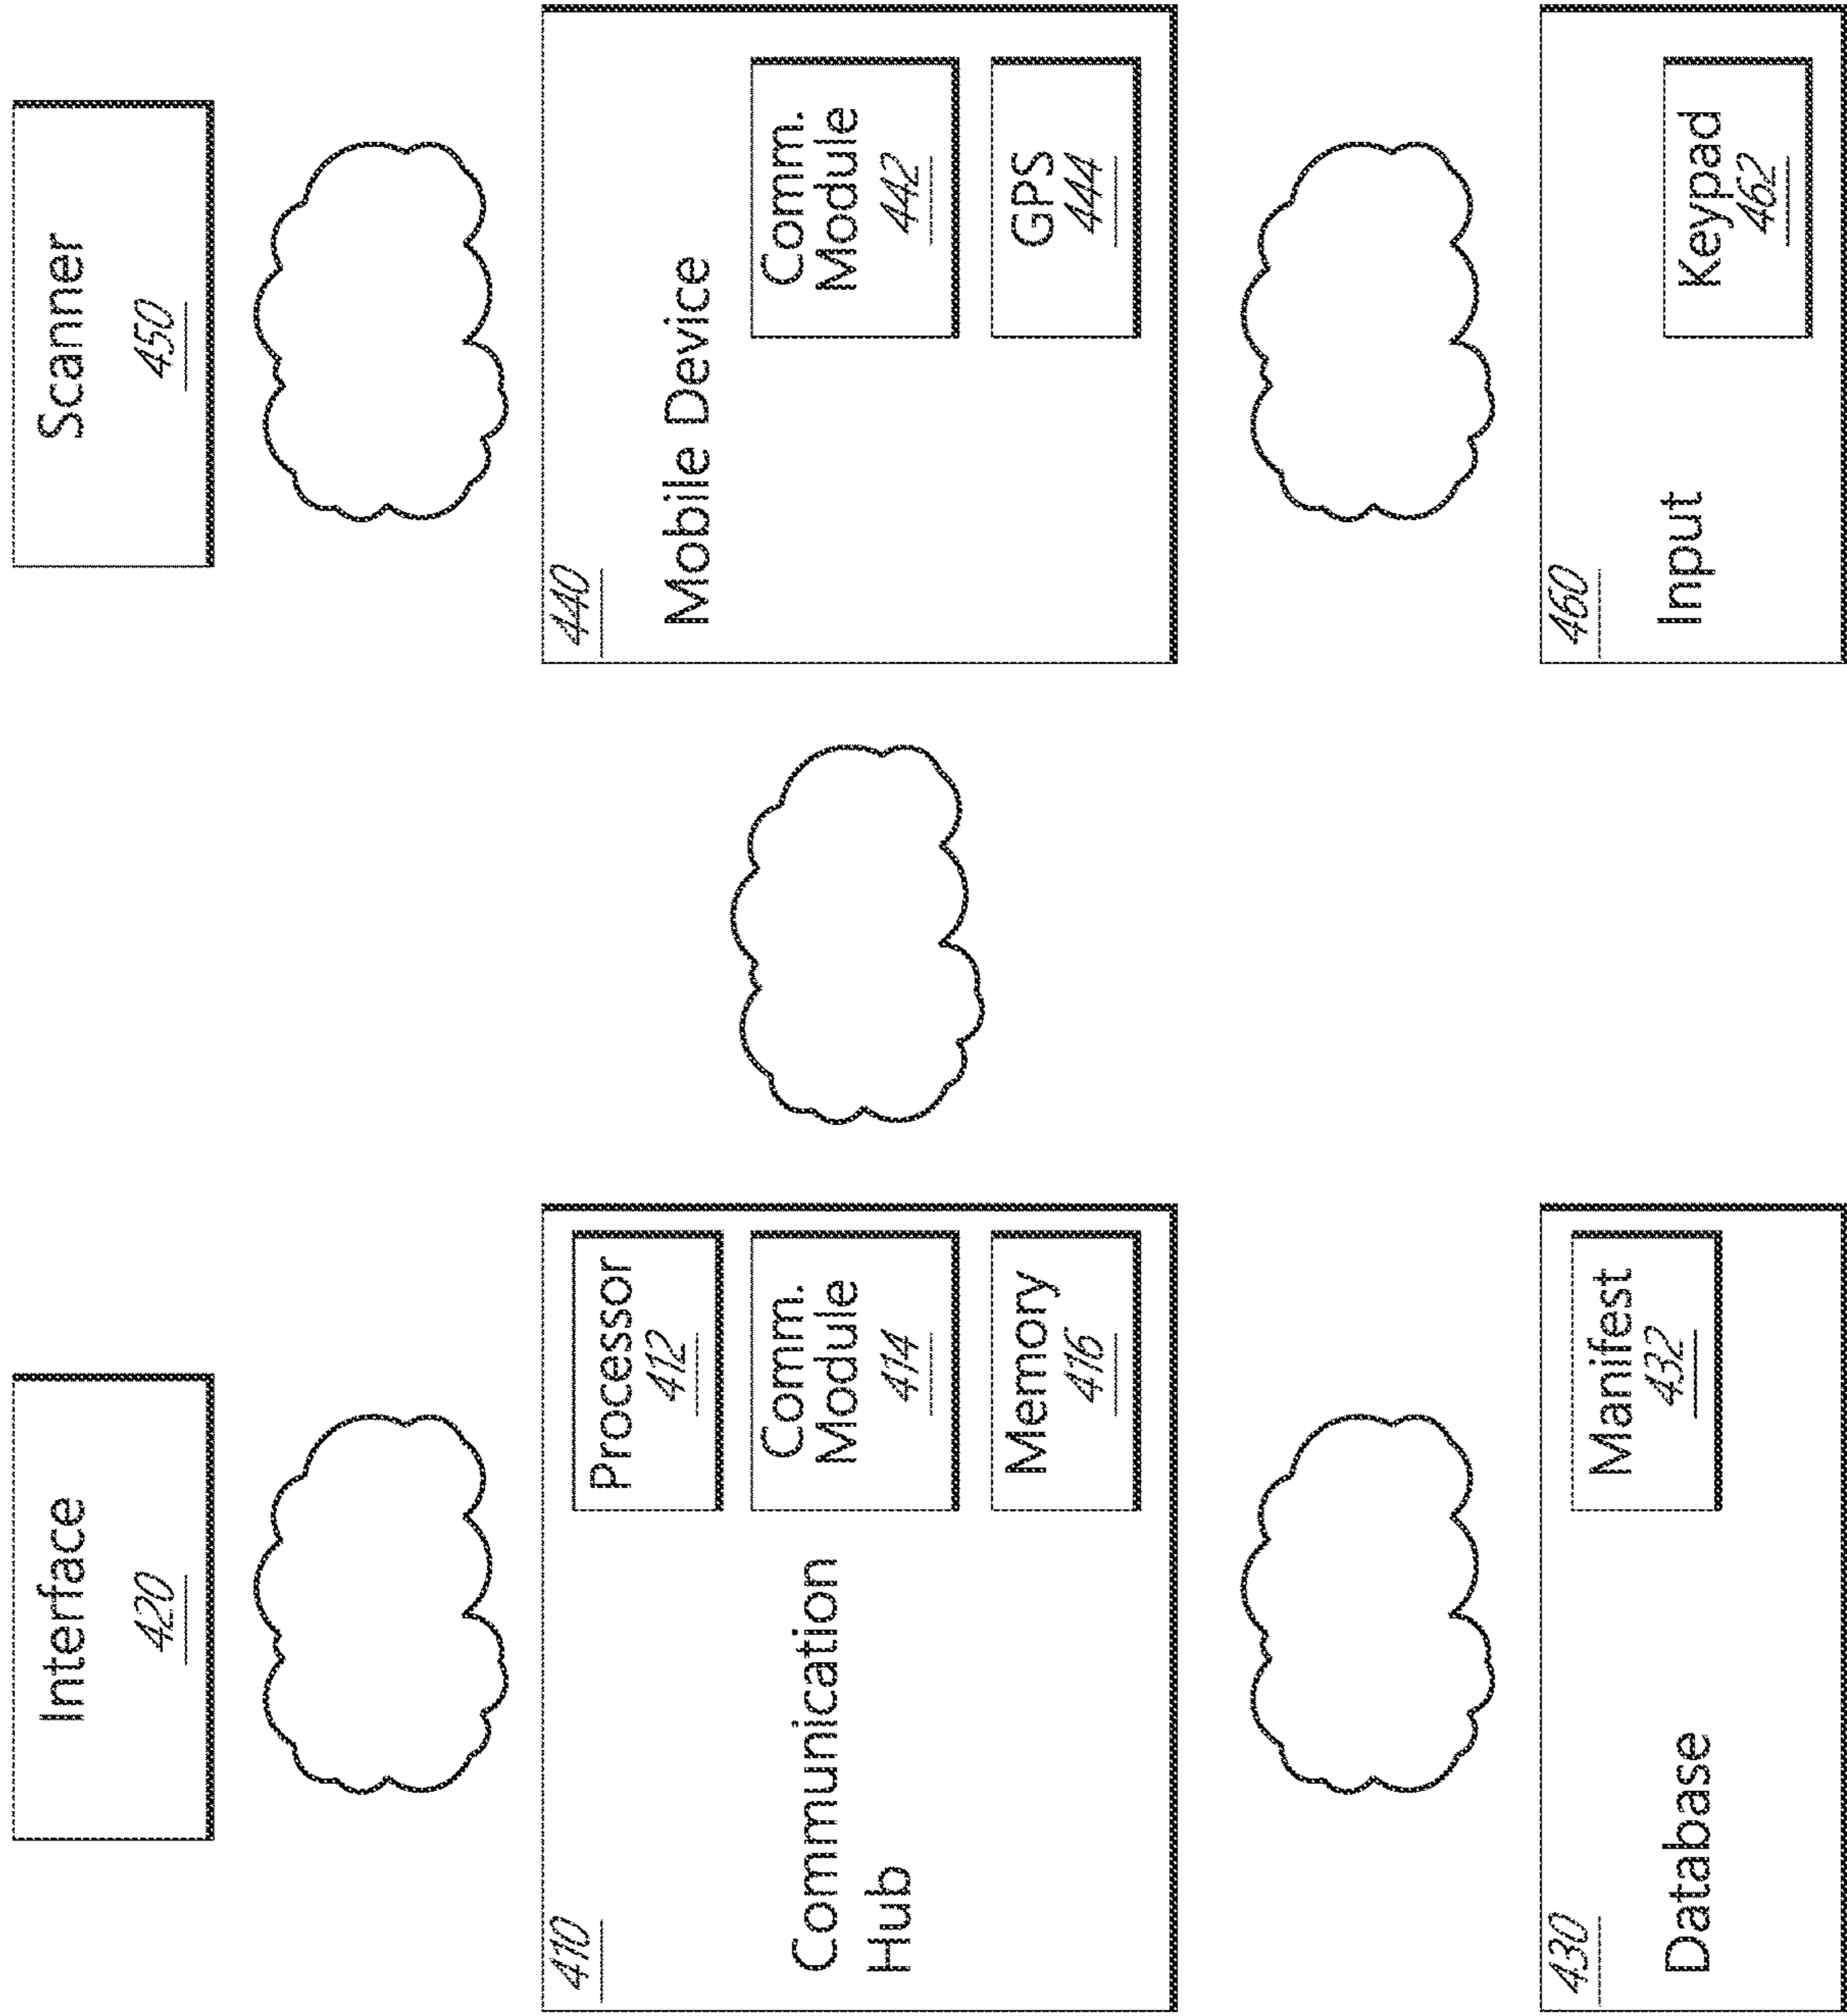 Interface
420
Scanner
450
410
Communication
Hub
Processor
412
Comm.
Module
414
Memory
416
440
Mobile Device
Comm.
Module
442
GPS
444
430
Database
Manifest
432
460
Input
Keypad
462